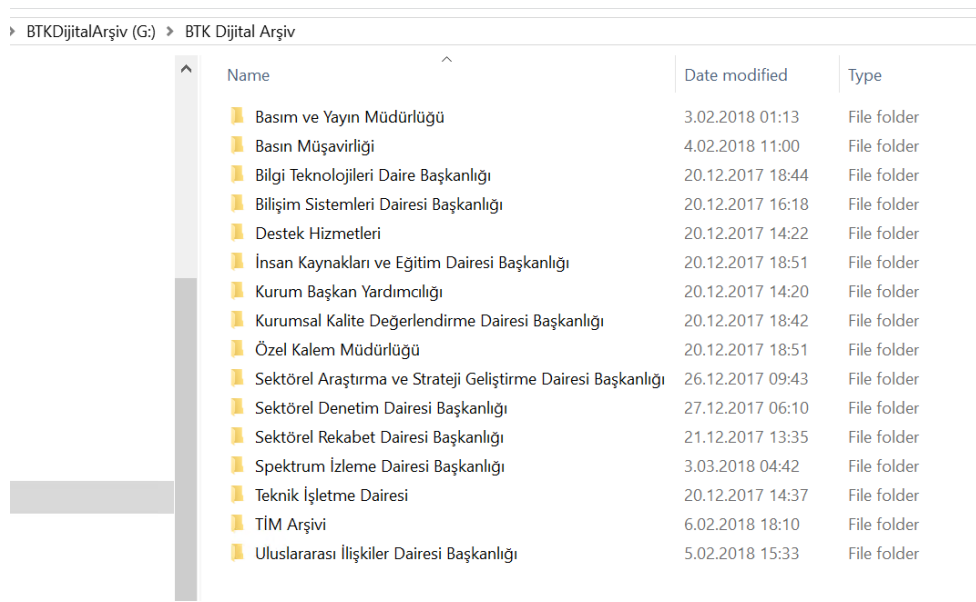 BTKDijitalArşiv (G:) > BTK Dijital Arşiv
Name Date modified Type
Basım ve Yayın Müdürlüğü 3.02.2018 01:13 File folder
Basın Müşavirliği 4.02.2018 11:00 File folder
Bilgi Teknolojileri Daire Başkanlığı 20.12.2017 18:44 File folder
Bilişim Sistemleri Dairesi Başkanlığı 20.12.2017 16:18 File folder
Destek Hizmetleri 20.12.2017 14:22 File folder
İnsan Kaynakları ve Eğitim Dairesi Başkanlığı 20.12.2017 18:51 File folder
Kurum Başkan Yardımcılığı 20.12.2017 14:20 File folder
Kurumsal Kalite Değerlendirme Dairesi Başkanlığı 20.12.2017 18:42 File folder
Özel Kalem Müdürlüğü 20.12.2017 18:51 File folder
Sektörel Araştırma ve Strateji Geliştirme Dairesi Başkanlığı 26.12.2017 09:43 File folder
Sektörel Denetim Dairesi Başkanlığı 27.12.2017 06:10 File folder
Sektörel Rekabet Dairesi Başkanlığı 21.12.2017 13:35 File folder
Spektrum İzleme Dairesi Başkanlığı 3.03.2018 04:42 File folder
Teknik İşletme Dairesi 20.12.2017 14:37 File folder
TİM Arşivi 6.02.2018 18:10 File folder
Uluslararası İlişkiler Dairesi Başkanlığı 5.02.2018 15:33 File folder